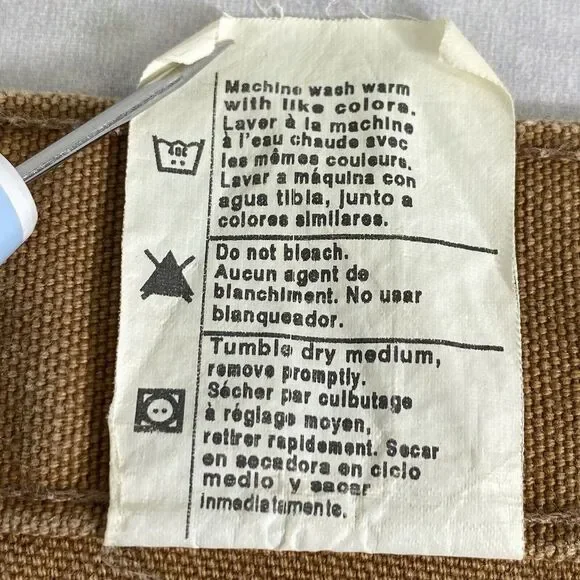 Machine wash warm
with like colors.
Laver à la machine
à l'eau chaude avec
les mêmes couleurs.
Lavar a máquina con
agua tibia, junto a
colores similares.
Do not bleach.
Aucun agent de
blanchiment. No usar
blanqueador.
Tumble dry medium,
remove promptly.
Sécher par culbutage
à réglage moyen,
retirer rapidement. Secar
en secadora en ciclo
medio y sacar
inmediatamente.